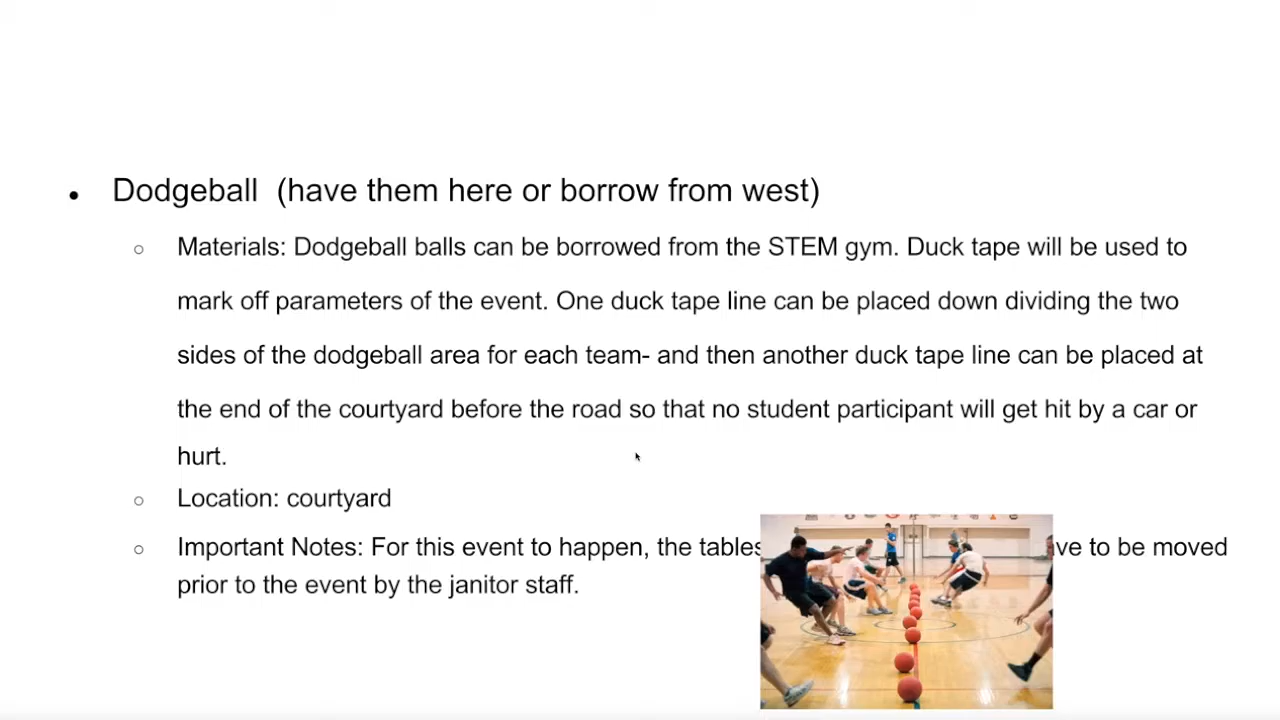 Dodgeball  (have them here or borrow from west)
Materials: Dodgeball balls can be borrowed from the STEM gym. Duck tape will be used to
mark off parameters of the event. One duck tape line can be placed down dividing the two
sides of the dodgeball area for each team- and then another duck tape line can be placed at
the end of the courtyard before the road so that no student participant will get hit by a car or
hurt.
Location: courtyard
Important Notes: For this event to happen, the tables ve to be moved
prior to the event by the janitor staff.